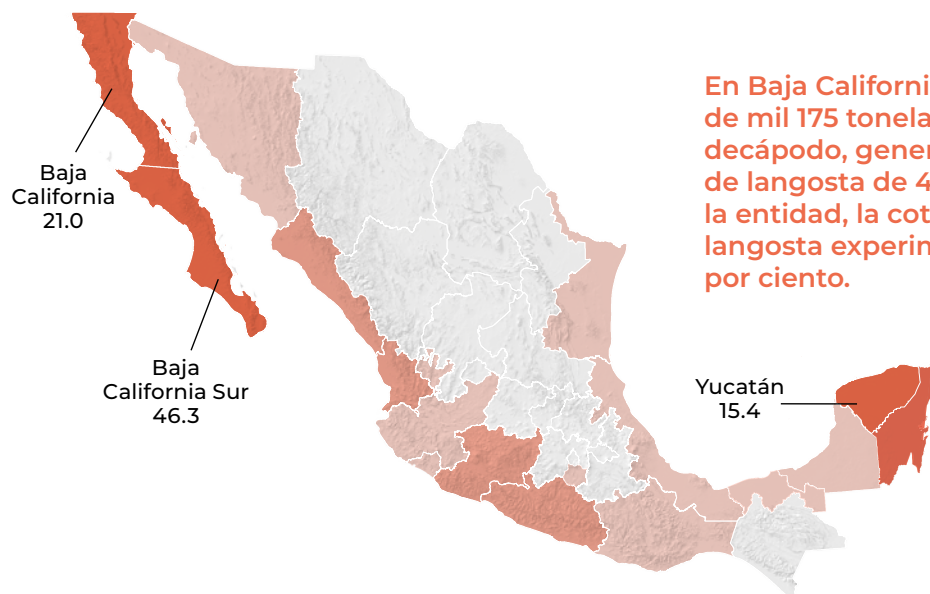 En Baja Californi
de mil 175 tonela
decápodo, gener
de langosta de 4
la entidad, la cot
langosta experim
por ciento.
Baja
California
21.0
Baja
California Sur
46.3
Yucatán
15.4